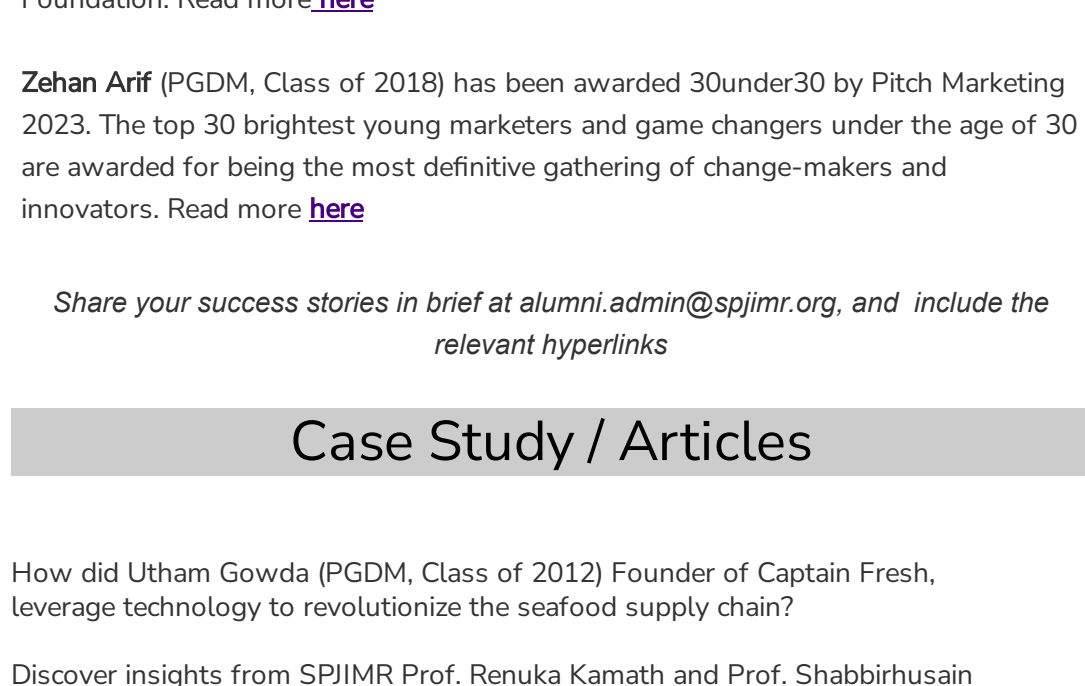 Foundation. Read more here
Zehan Arif (PGDM, Class of 2018) has been awarded 30under30 by Pitch Marketing
2023. The top 30 brightest young marketers and game changers under the age of 30
are awarded for being the most definitive gathering of change-makers and
innovators. Read more here
Share your success stories in brief at alumni.admin@spjimr.org, and  include the
relevant hyperlinks
Case Study / Articles
How did Utham Gowda (PGDM, Class of 2012) Founder of Captain Fresh,
leverage technology to revolutionize the seafood supply chain?
Discover insights from SPJIMR Prof. Renuka Kamath and Prof. Shabbirhusain